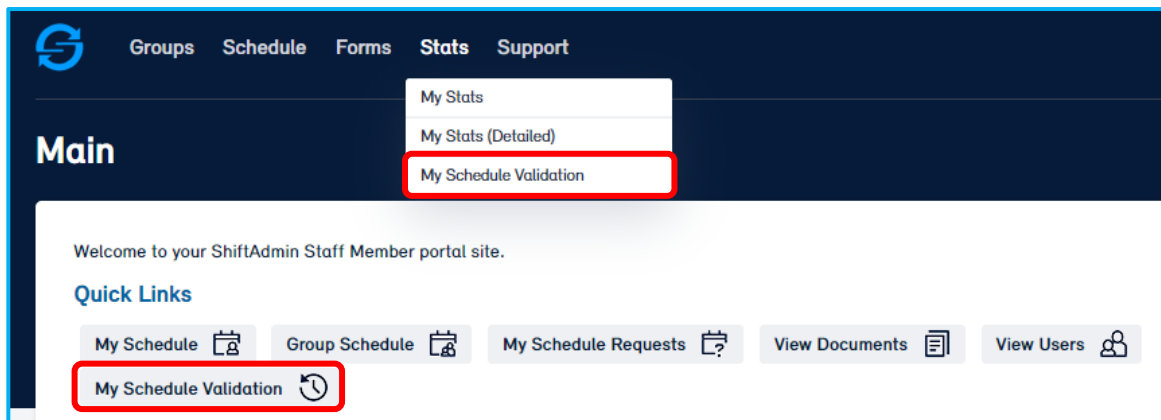 Groups Schedule Forms Stats Support
My Stats
My Stats (Detailed)
My Schedule Validation
Main
Welcome to your ShiftAdmin Staff Member portal site.
Quick Links
My Schedule Group Schedule My Schedule Requests View Documents View Users
My Schedule Validation